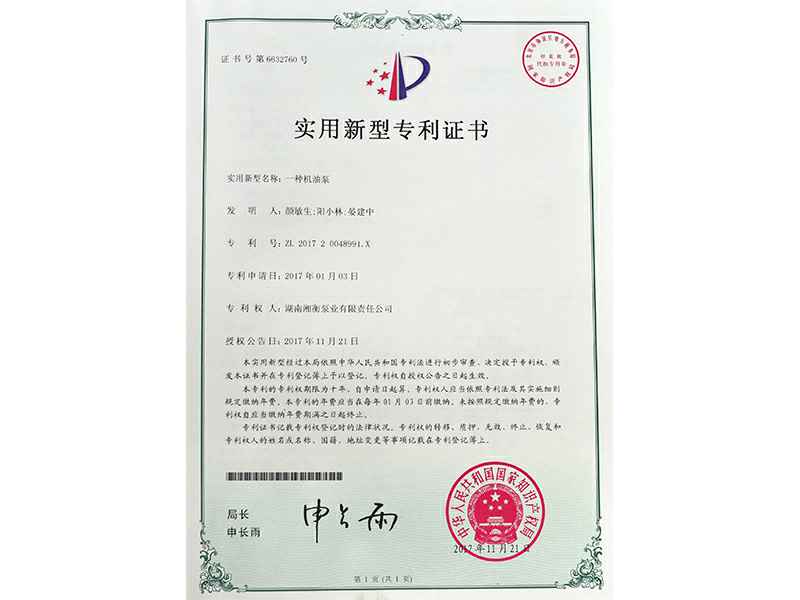 证书号第6632760号
实用新型专利证书
实用新型名称：一种机油泵
发 明 人：颜敏生;阳小林;晏建中
专 利 号：ZL 2017 2 0048991.X
专利申请日：2017年01月03日
专 利 权 人：湖南湘衡泵业有限责任公司
授权公告日：2017年11月21日
本实用新型经过本局依照中华人民共和国专利法进行初步审查，决定授予专利权，颁
发本证书并在专利登记簿上予以登记。专利权自授权公告之日起生效。
本专利的专利权期限为十年，自申请日起算。专利权人应当依照专利法及其实施细则
规定缴纳年费。本专利的年费应当在每年01月03日前缴纳。未按照规定缴纳年费的，专
利权自应当缴纳年费期满之日起终止。
专利证书记载专利权登记时的法律状况。专利权的转移、质押、无效、终止、恢复和
专利权人的姓名或名称、国籍、地址变更等事项记载在专利登记簿上。
局长
申长雨
申长雨
中华人民共和国国家知识产权局
2017年11月21日
第1页(共1页)